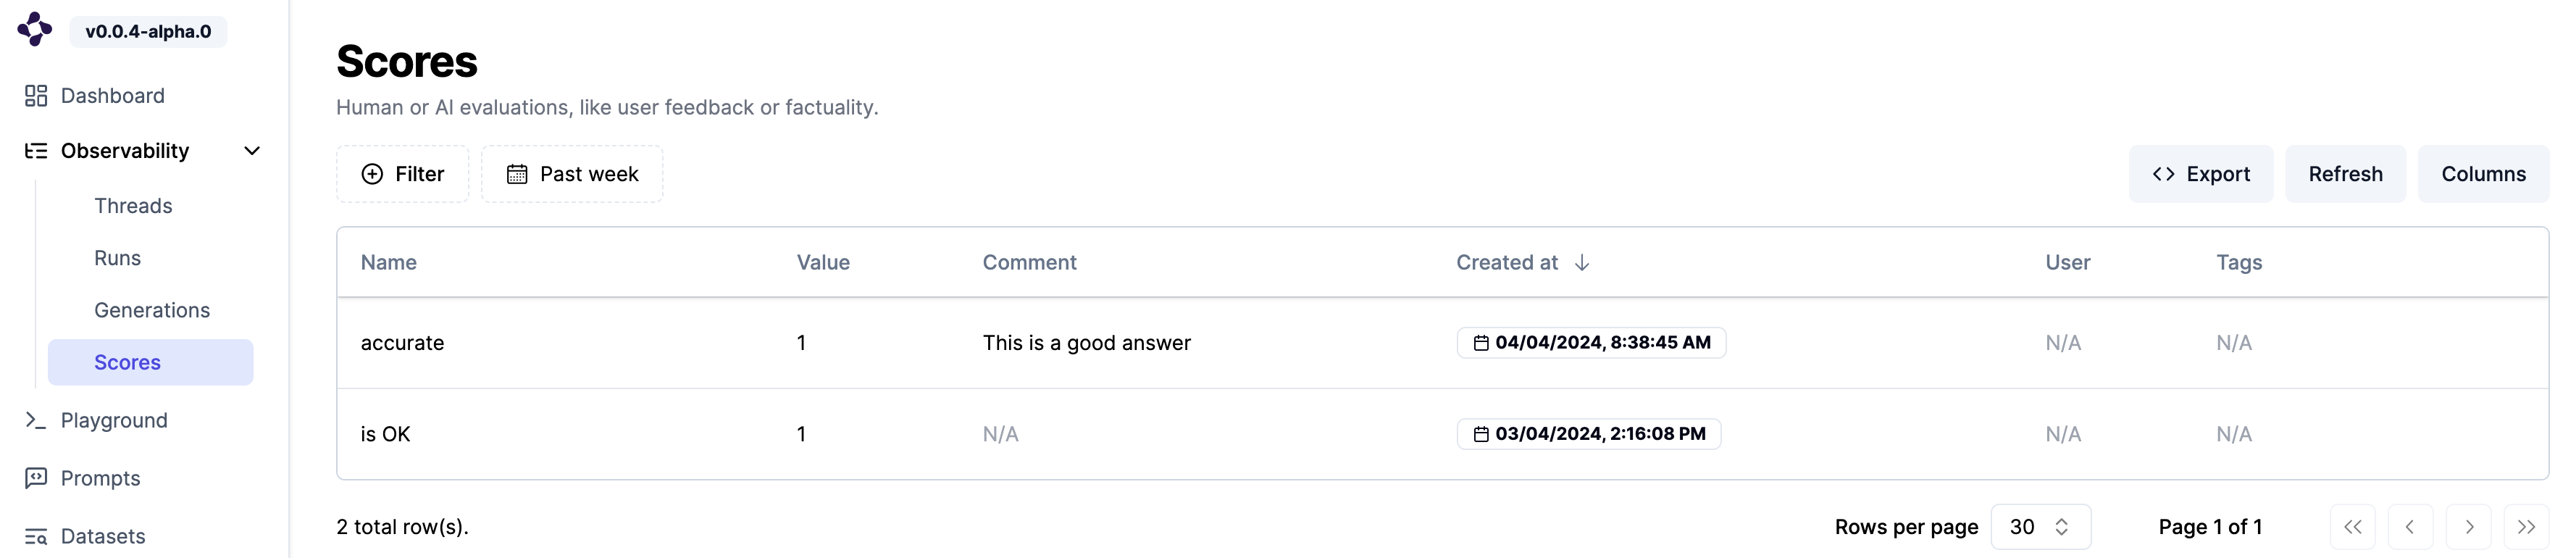 v0.0.4-alpha.0
Dashboard
Observability
Threads
Runs
Generations
Scores
Playground
Prompts
Datasets
Scores
Human or AI evaluations, like user feedback or factuality.
Filter Past week Export Refresh Columns
Name Value Comment Created at User Tags
accurate 1 This is a good answer 04/04/2024, 8:38:45 AM N/A N/A
is OK 1 N/A 03/04/2024, 2:16:08 PM N/A N/A
2 total row(s). Rows per page 30 Page 1 of 1